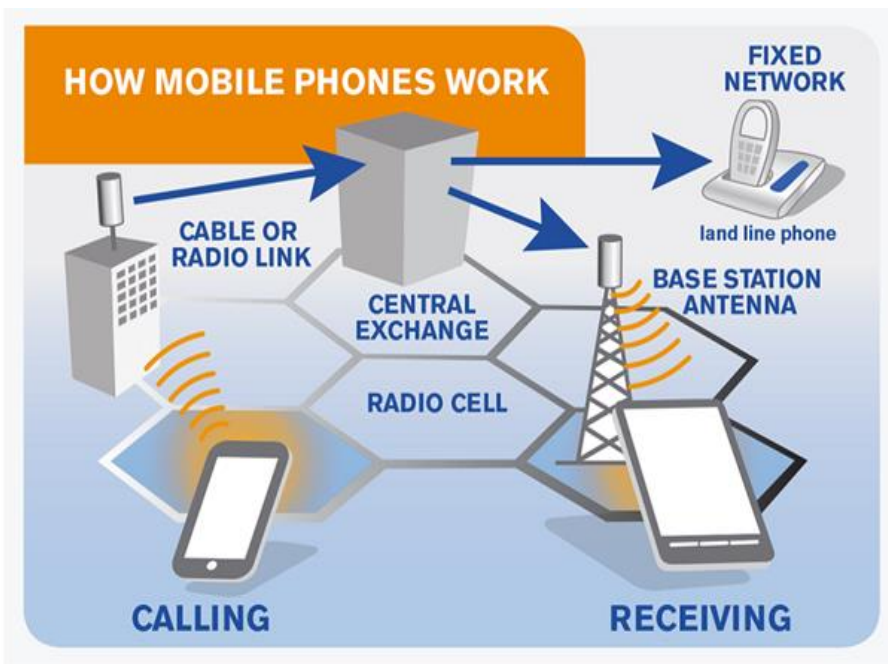 HOW MOBILE PHONES WORK
FIXED
NETWORK
land line phone
CABLE OR
RADIO LINK
CENTRAL
EXCHANGE
BASE STATION
ANTENNA
RADIO CELL
CALLING
RECEIVING